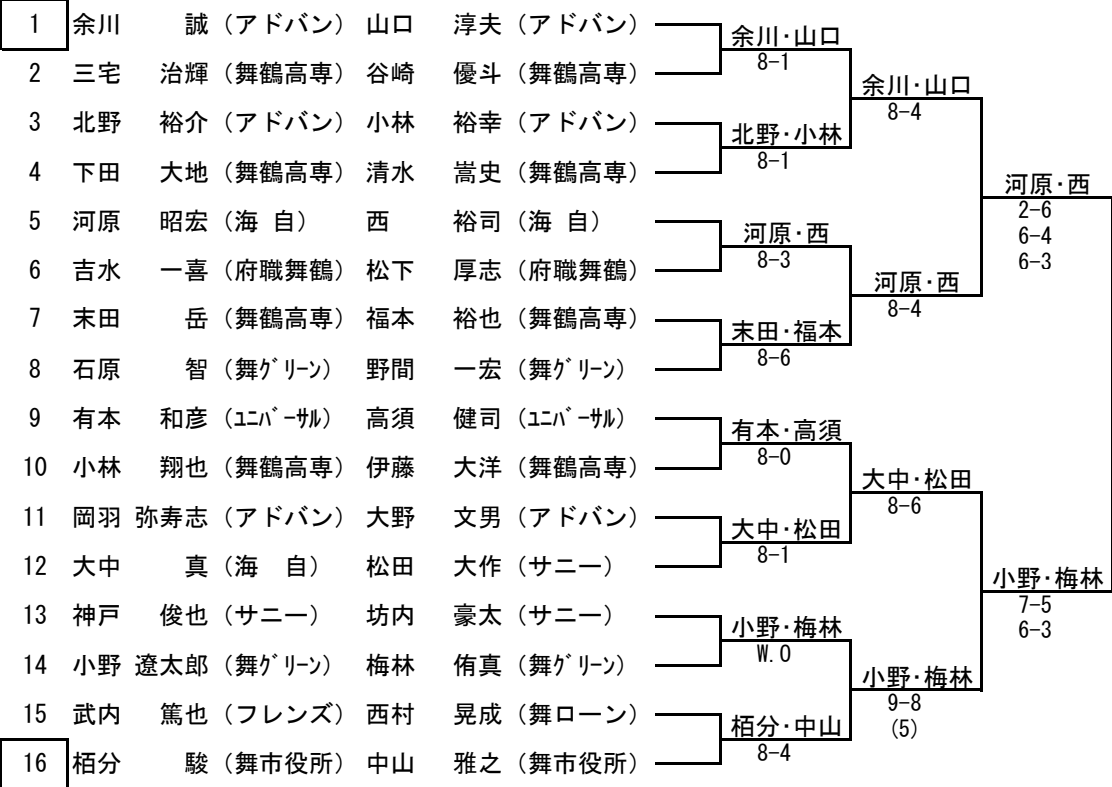 1 余川 誠 (アドバン) 山口 淳夫 (アドバン)
余川・山口
8-1
2 三宅 治輝 (舞鶴高専) 谷崎 優斗 (舞鶴高専)
余川・山口
8-4
3 北野 裕介 (アドバン) 小林 裕幸 (アドバン)
北野・小林
8-1
4 下田 大地 (舞鶴高専) 清水 嵩史 (舞鶴高専)
河原・西
2-6
6-4
6-3
5 河原 昭宏 (海 自) 西 裕司 (海 自)
河原・西
8-3
6 吉水 一喜 (府職舞鶴) 松下 厚志 (府職舞鶴)
河原・西
8-4
7 末田 岳 (舞鶴高専) 福本 裕也 (舞鶴高専)
末田・福本
8-6
8 石原 智 (舞グリーン) 野間 一宏 (舞グリーン)
9 有本 和彦 (ユニバーサル) 高須 健司 (ユニバーサル)
有本・高須
8-0
10 小林 翔也 (舞鶴高専) 伊藤 大洋 (舞鶴高専)
大中・松田
8-6
11 岡羽 弥寿志 (アドバン) 大野 文男 (アドバン)
大中・松田
8-1
12 大中 真 (海 自) 松田 大作 (サニー)
小野・梅林
7-5
6-3
13 神戸 俊也 (サニー) 坊内 豪太 (サニー)
小野・梅林
W.O
14 小野 遼太郎 (舞グリーン) 梅林 侑真 (舞グリーン)
小野・梅林
9-8
(5)
15 武内 篤也 (フレンズ) 西村 晃成 (舞ローン)
栢分・中山
8-4
16 栢分 駿 (舞市役所) 中山 雅之 (舞市役所)